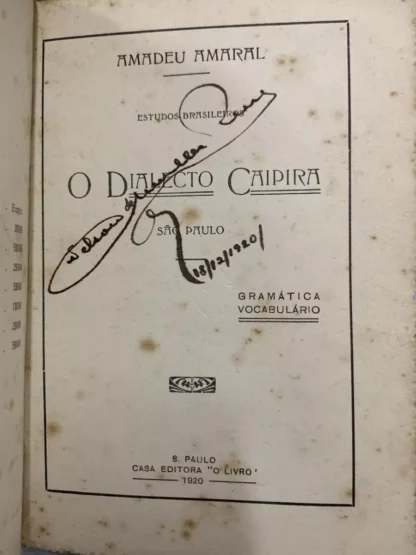 AMADEU AMARAL
ESTUDOS BRASILEIROS
O DIALECTO CAIPIRA
SÃO PAULO
18/12/1920/
GRAMÁTICA
VOCABULÁRIO
S. PAULO
CASA EDITORA "O LIVRO"
1920